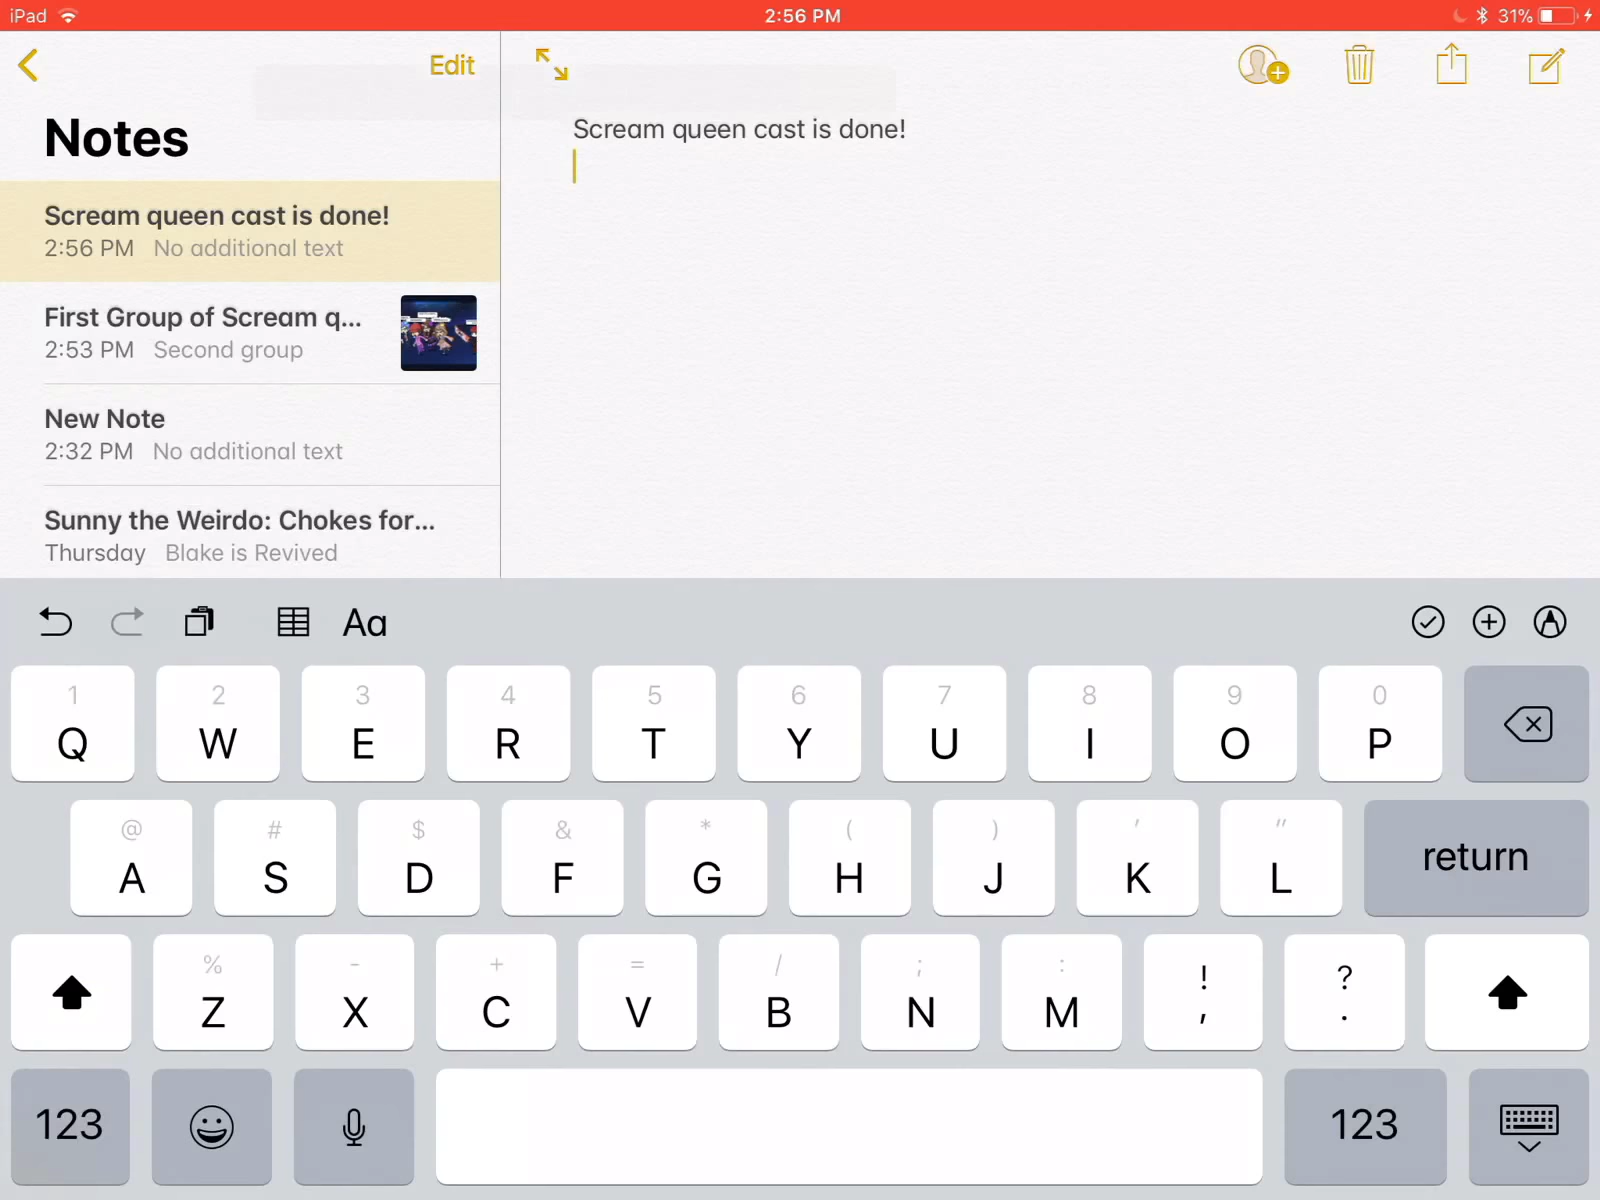 iPad 2:56 PM 31%
Edit
Notes
Scream queen cast is done!
2:56 PM No additional text
First Group of Scream q...
2:53 PM Second group
New Note
2:32 PM No additional text
Sunny the Weirdo: Chokes for...
Thursday Blake is Revived
Scream queen cast is done!
Aa
1 2 3 4 5 6 7 8 9 0
Q W E R T Y U I O P
@ # $ & * ( ) ' "
A S D F G H J K L return
% - + = / ; : ! ?
Z X C V B N M , .
123 123